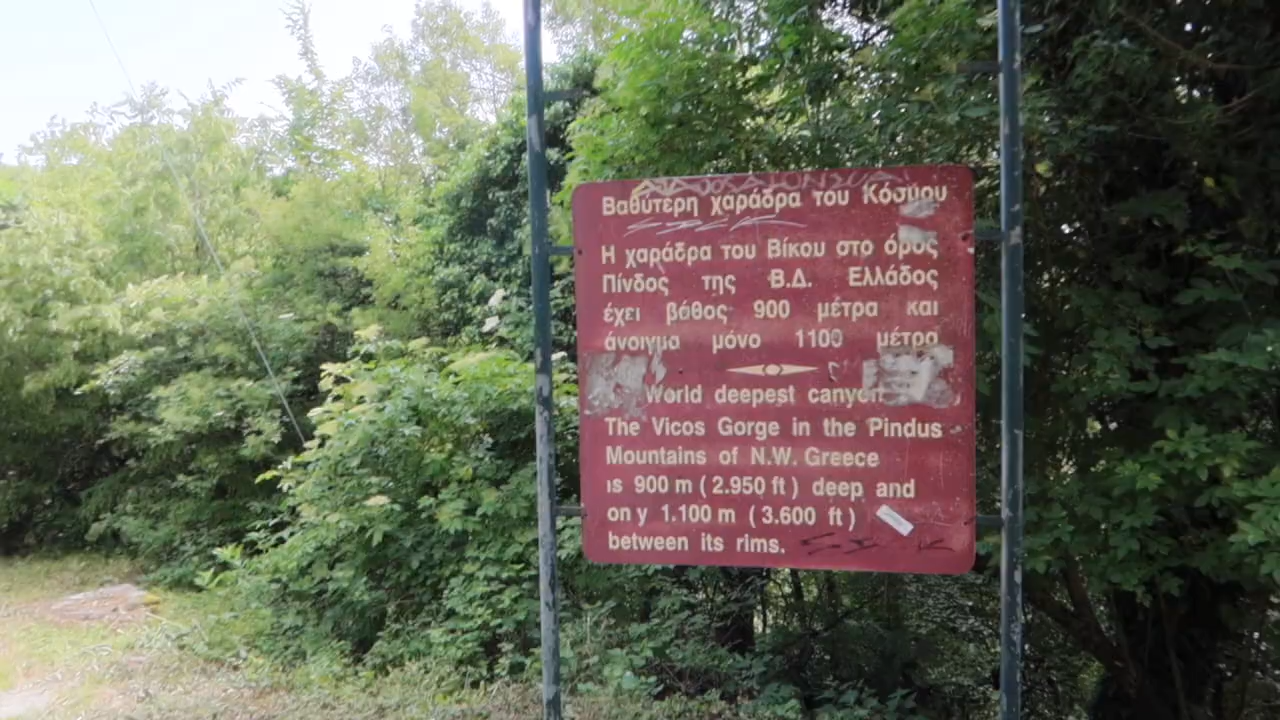 Βαθύτερη χαράδρα του Κόσμου
Η χαράδρα του Βίκου στο όρος
Πίνδος της Β.Δ. Ελλάδος
έχει βάθος 900 μέτρα και
άνοιγμα μόνο 1100 μέτρα
World deepest canyon
The Vicos Gorge in the Pindus
Mountains of N.W. Greece
is 900 m ( 2.950 ft ) deep and
on y 1.100 m ( 3.600 ft )
between its rims.